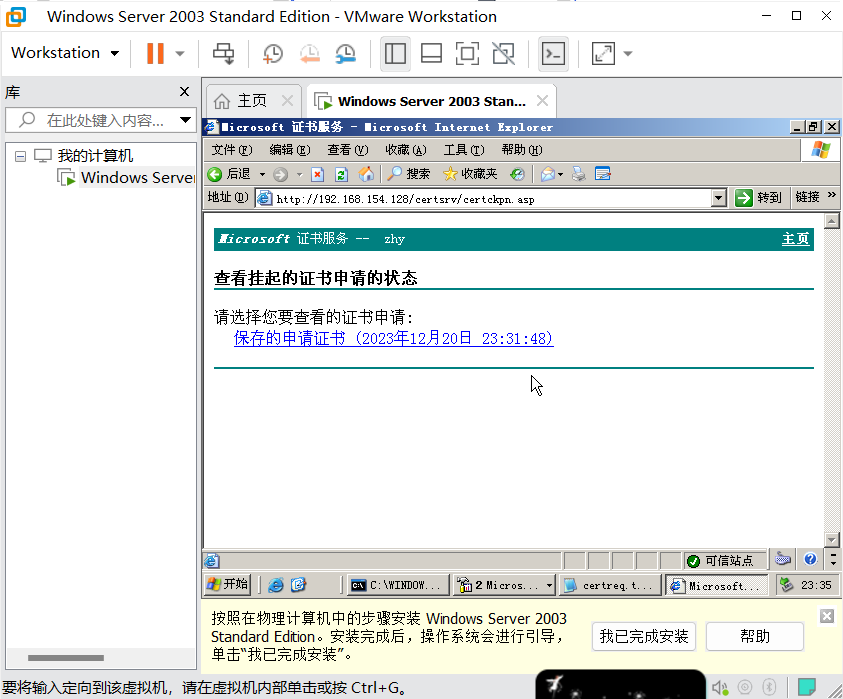 Windows Server 2003 Standard Edition - VMware Workstation
Workstation
库
在此处键入内容...
我的计算机
Windows Server
主页
Windows Server 2003 Stan...
Microsoft 证书服务 - Microsoft Internet Explorer
文件(F) 编辑(E) 查看(V) 收藏(A) 工具(T) 帮助(H)
后退 搜索 收藏夹
地址(D) http://192.168.154.128/certsrv/certckpn.asp 转到 链接 »
Microsoft 证书服务 -- zhy 主页
查看挂起的证书申请的状态
请选择您要查看的证书申请:
保存的申请证书 (2023年12月20日 23:31:48)
可信站点
开始 C:\WINDOW... 2 Micros... certreq.t... Microsoft... 23:35
按照在物理计算机中的步骤安装 Windows Server 2003
Standard Edition。安装完成后，操作系统会进行引导，
单击“我已完成安装”。
我已完成安装 帮助
要将输入定向到该虚拟机，请在虚拟机内部单击或按 Ctrl+G。